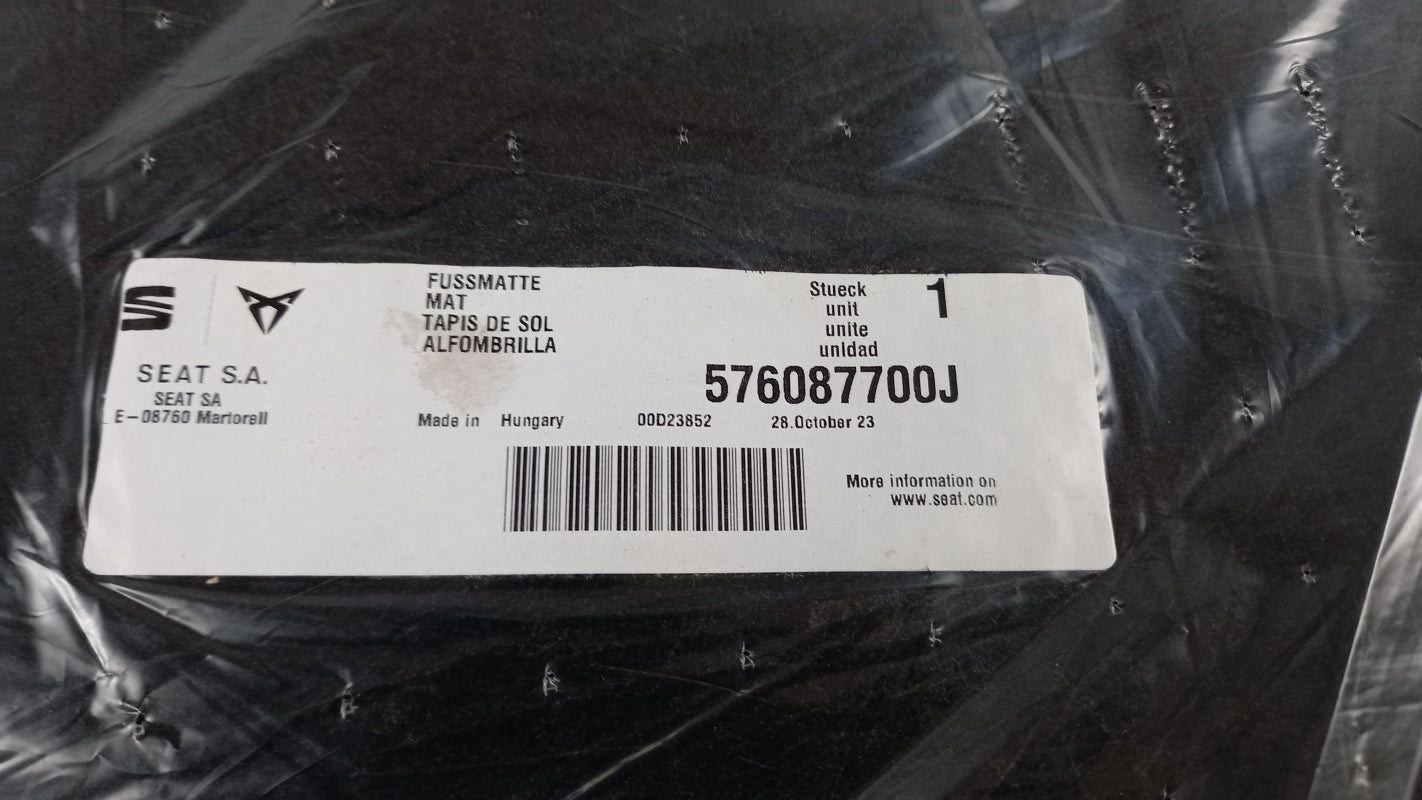 FUSSMATTE
MAT
TAPIS DE SOL
ALFOMBRILLA
Stueck 1
unit
unite
unidad
SEAT S.A.
SEAT SA
E-08760 Martorell
576087700J
Made in Hungary 00D23852 28.October 23
More information on
www.seat.com